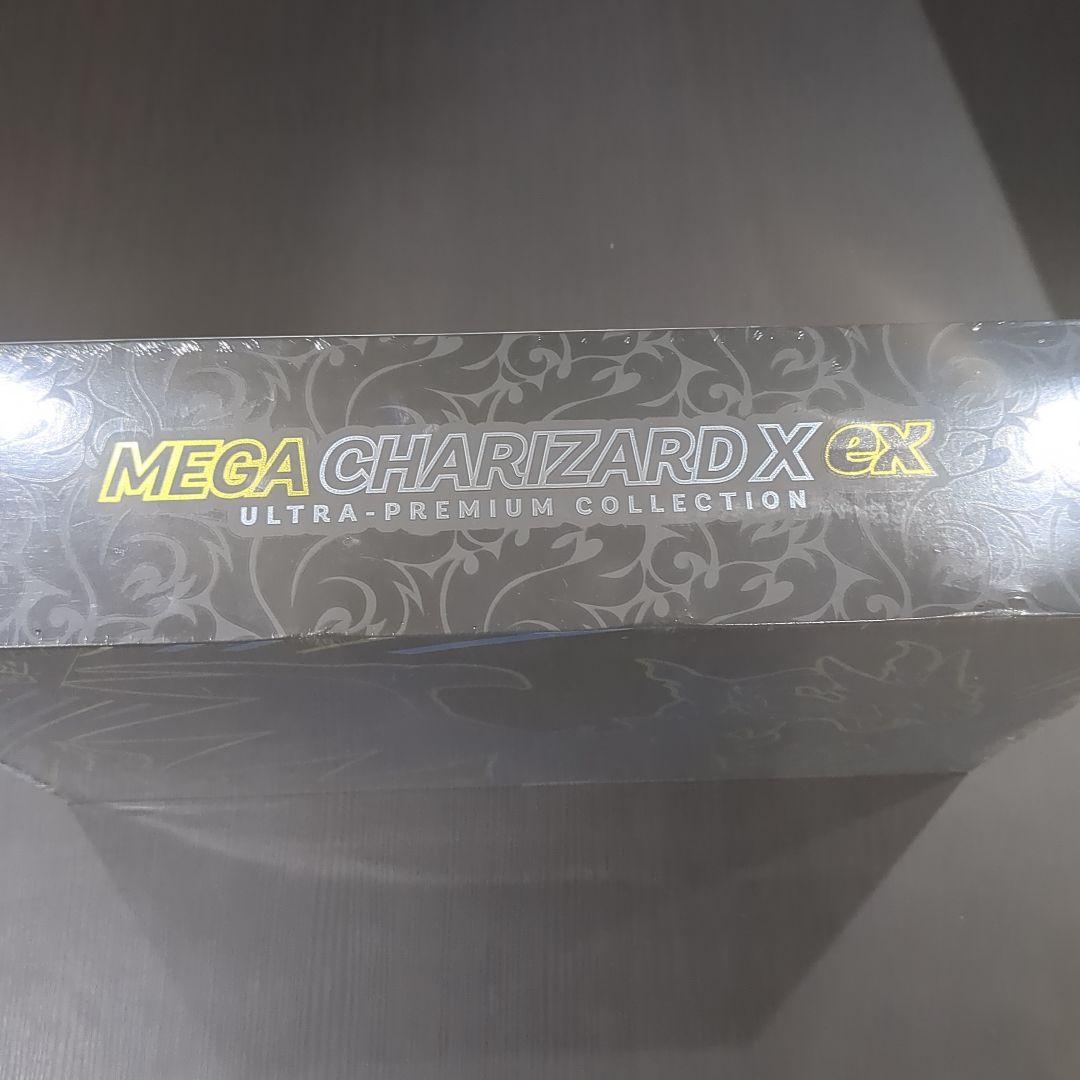 MEGA CHARIZARD X ex
ULTRA-PREMIUM COLLECTION